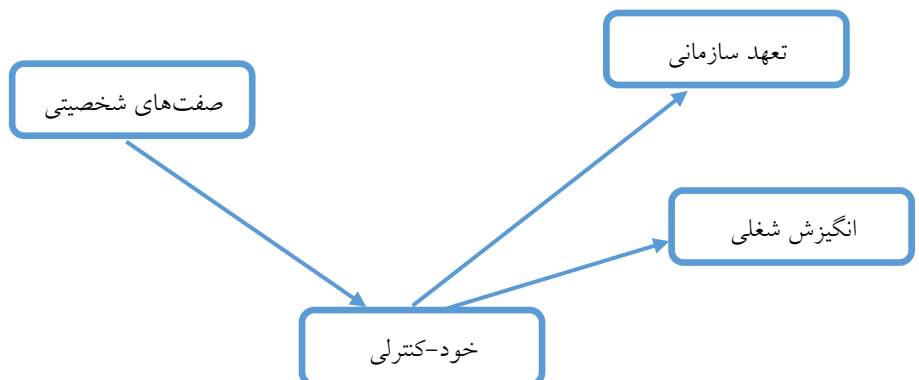 تعهد سازمانی
صفت‌های شخصیتی
انگیزش شغلی
خود-کنترلی